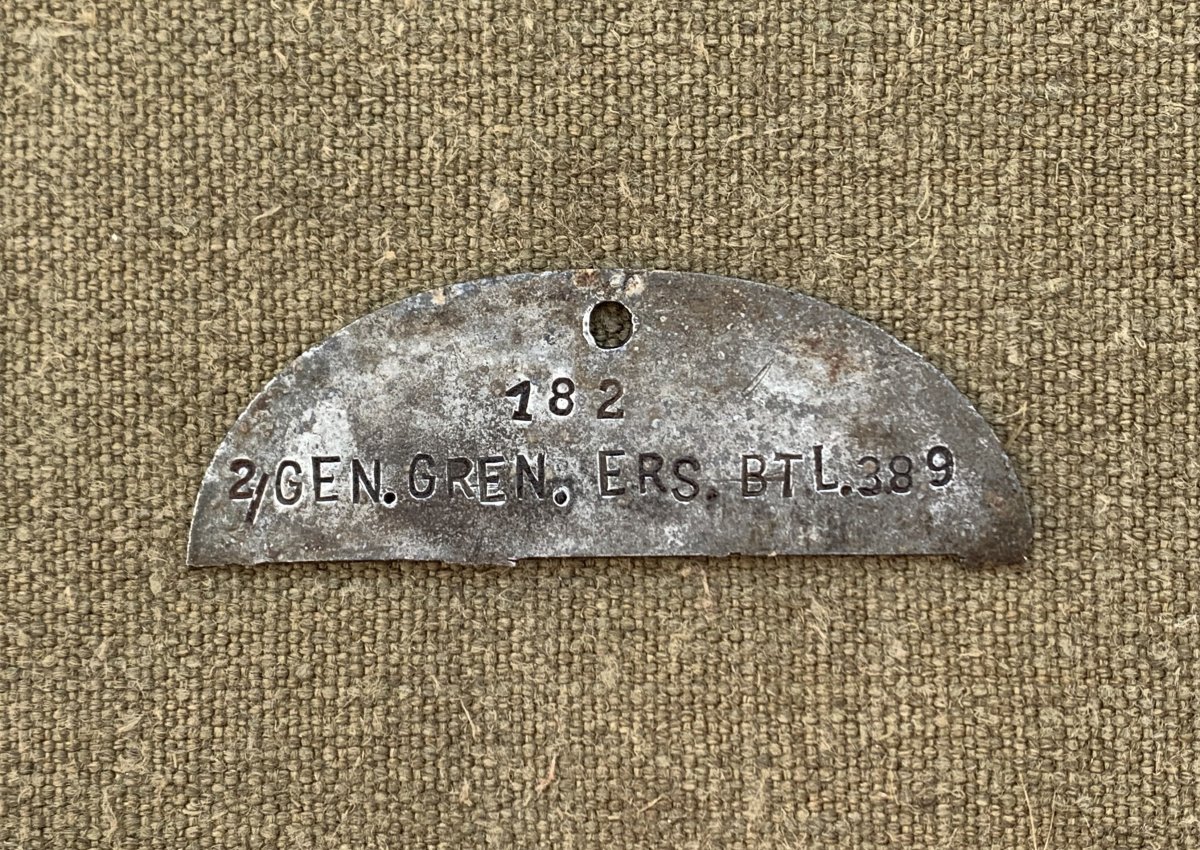 182
2/GEN.GREN. ERS. BTL.389